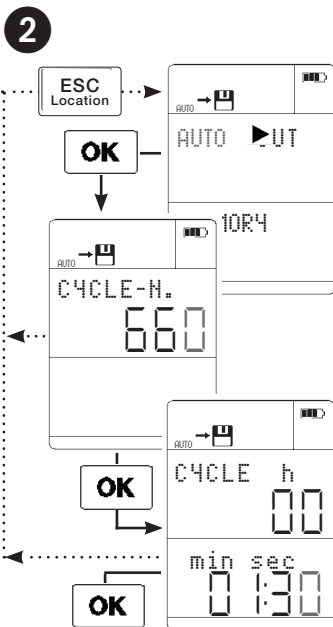 2
ESC
Location
AUTO
AUTO UT
OK
AUTO
CYCLE-N.
660
OK
AUTO
CYCLE h
00
min sec
01:30
OK